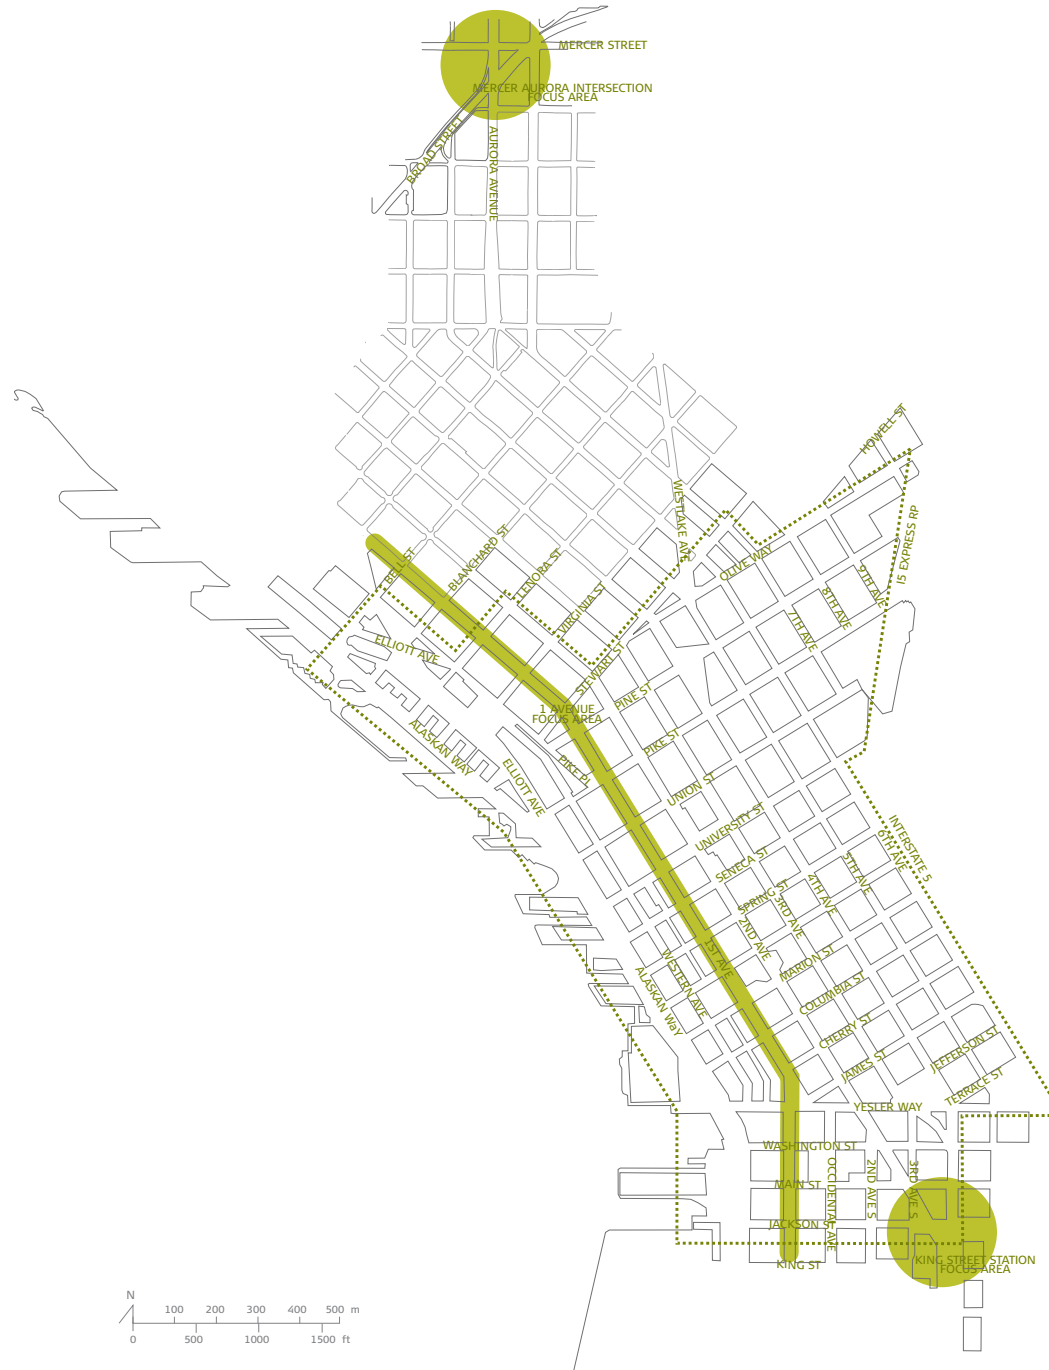 MERCER STREET
MERCER AURORA INTERSECTION
FOCUS AREA
BROAD STREET
AURORA AVENUE
HOWELL ST
WESTLAKE AVE
I5 EXPRESS RP
BELL ST
BLANCHARD ST
LENORA ST
VIRGINIA ST
OLIVE WAY
9TH AVE
8TH AVE
7TH AVE
ELLIOTT AVE
STEWART ST
PINE ST
1 AVENUE
FOCUS AREA
PIKE ST
ALASKAN WAY
ELLIOTT AVE
PIKE PL
UNION ST
UNIVERSITY ST
SENECA ST
SPRING ST
INTERSTATE 5
6TH AVE
5TH AVE
4TH AVE
3RD AVE
2ND AVE
1ST AVE
MARION ST
WESTERN AVE
ALASKAN WaY
COLUMBIA ST
CHERRY ST
JAMES ST
JEFFERSON ST
TERRACE ST
YESLER WAY
WASHINGTON ST
MAIN ST
OCCIDENTAL AVE
2ND AVE S
3RD AVE S
JACKSON ST
KING ST
KING STREET STATION
FOCUS AREA
N
100 200 300 400 500 m
0 500 1000 1500 ft